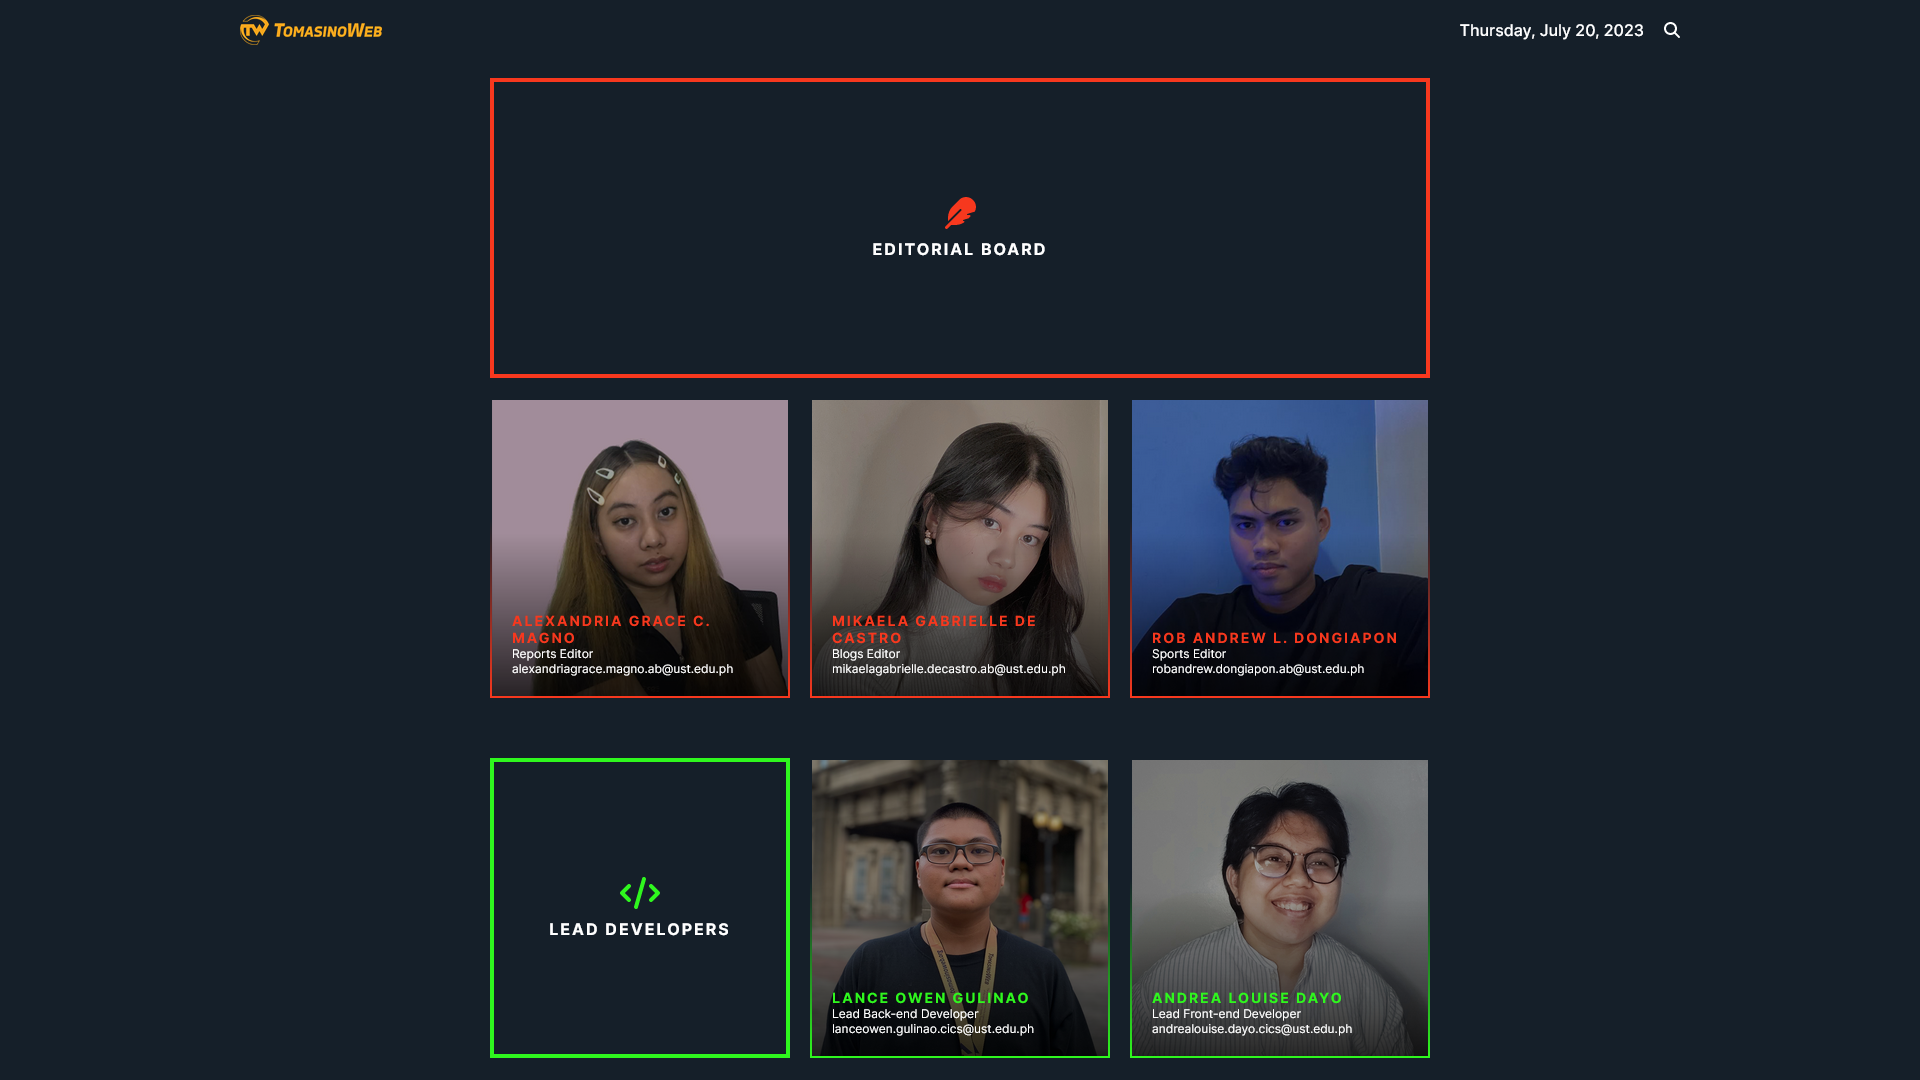 TW TOMASINOWEB
Thursday, July 20, 2023
EDITORIAL BOARD
ALEXANDRIA GRACE C.
MAGNO
Reports Editor
alexandriagrace.magno.ab@ust.edu.ph
MIKAELA GABRIELLE DE
CASTRO
Blogs Editor
mikaelagabrielle.decastro.ab@ust.edu.ph
ROB ANDREW L. DONGIAPON
Sports Editor
robandrew.dongiapon.ab@ust.edu.ph
LEAD DEVELOPERS
LANCE OWEN GULINAO
Lead Back-end Developer
lanceowen.gulinao.cics@ust.edu.ph
ANDREA LOUISE DAYO
Lead Front-end Developer
andrealouise.dayo.cics@ust.edu.ph